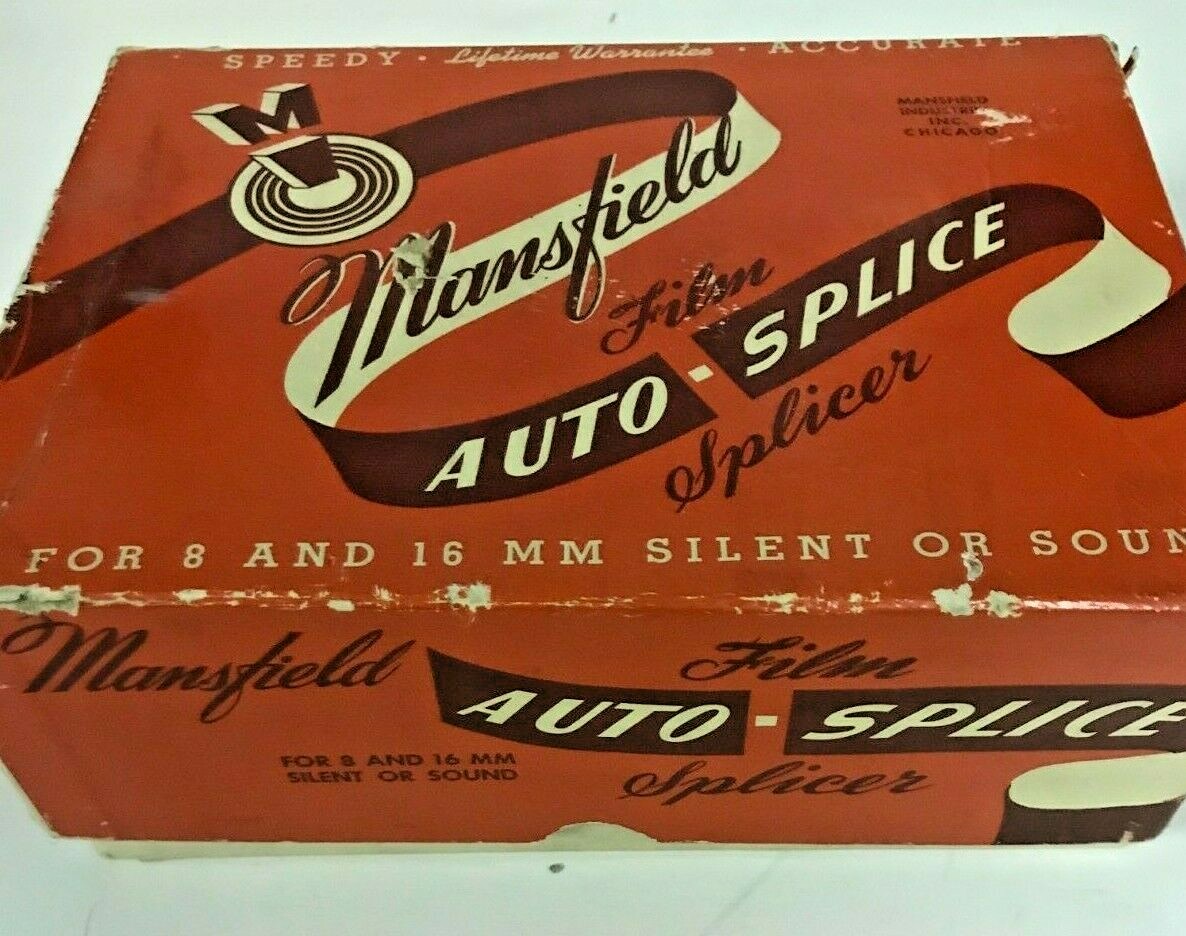 SPEEDY · Lifetime Warrantee · ACCURATE
M
MANSFIELD
INDUSTRIES
INC.
CHICAGO
Mansfield
Film
AUTO-SPLICE
Splicer
FOR 8 AND 16 MM SILENT OR SOUN
Mansfield
Film
AUTO-SPLICE
Splicer
FOR 8 AND 16 MM
SILENT OR SOUND